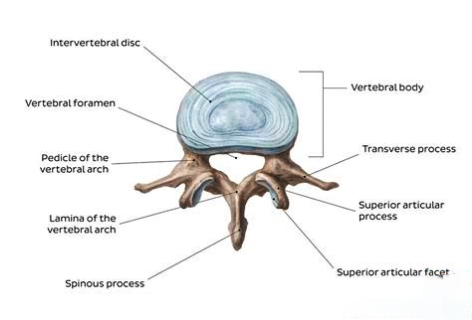 Intervertebral disc
Vertebral body
Vertebral foramen
Transverse process
Pedicle of the
vertebral arch
Superior articular
process
Lamina of the
vertebral arch
Superior articular facet
Spinous process